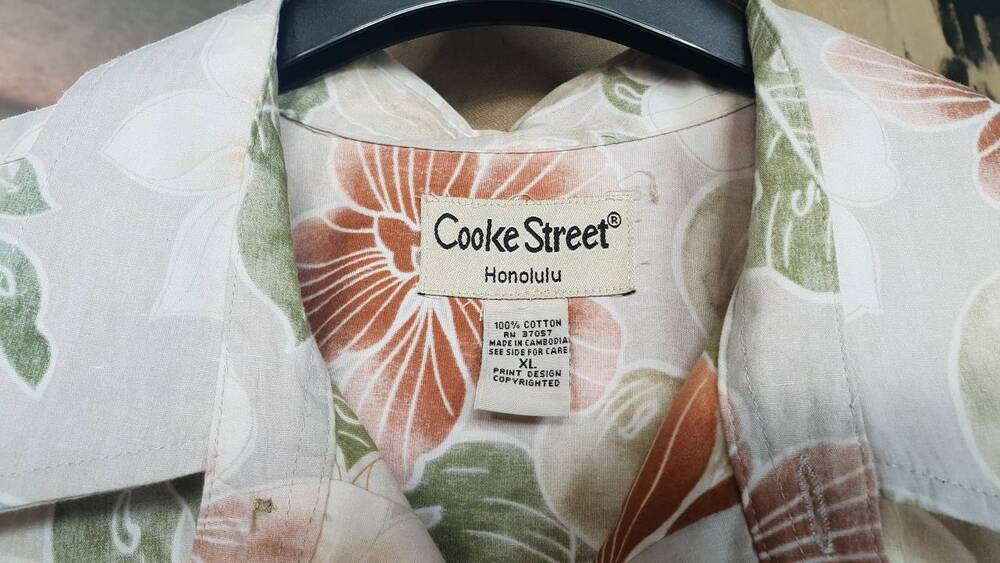 Cooke Street®
Honolulu
100% COTTON
RN 37057
MADE IN CAMBODIA
SEE SIDE FOR CARE
XL
PRINT DESIGN
COPYRIGHTED